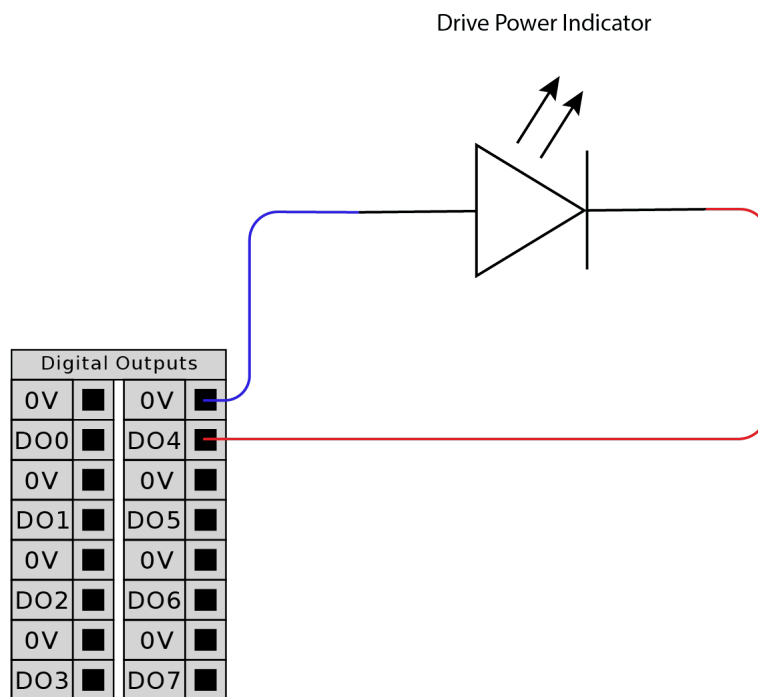 Drive Power Indicator
Digital Outputs
0V 0V
DO0 DO4
0V 0V
DO1 DO5
0V 0V
DO2 DO6
0V 0V
DO3 DO7